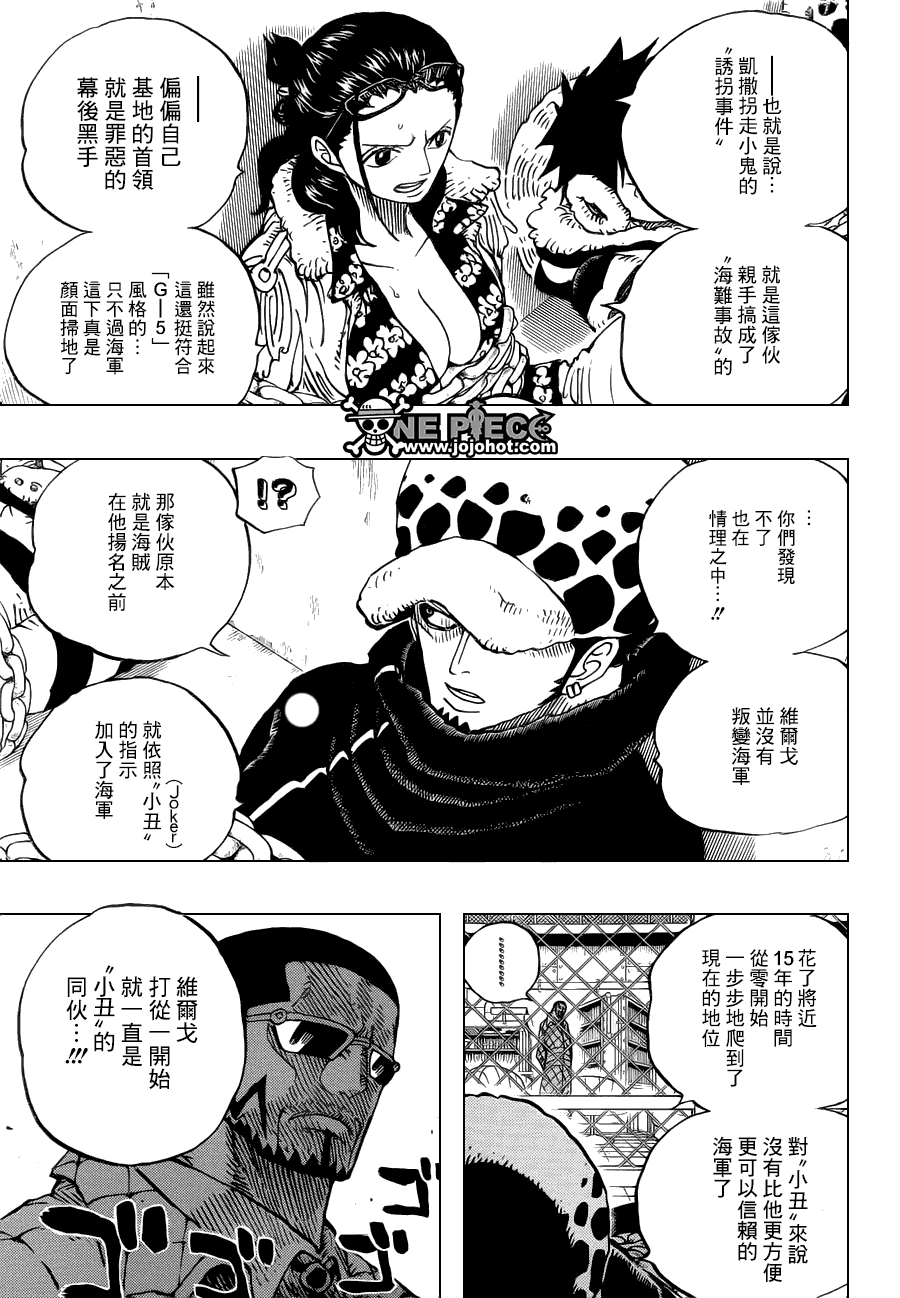 ──也就是說…
凱撒拐走小鬼的
〝誘拐事件〞
就是這傢伙
親手搞成了
〝海難事故〞的
──
偏偏自己
基地的首領
就是罪惡的
幕後黑手
雖然說起來
這還挺符合
「G—5」
風格的…
只不過海軍
這下真是
顏面掃地了
ONE PIECE
www.jojohot.com
…
你們發現
不了
也在
情理之中…!!
維爾戈
並沒有
叛變海軍
!?
那傢伙原本
就是海賊
在他揚名之前
就依照〝小丑〞(Joker)
的指示
加入了海軍
花了將近
15年的時間
從零開始
一步步地爬到了
現在的地位
………
對〝小丑〞來說
沒有比他更方便
更可以信賴的
海軍了
維爾戈
打從一開始
就一直是
〝小丑〞的
同伙…!!!
ゴゴゴゴ